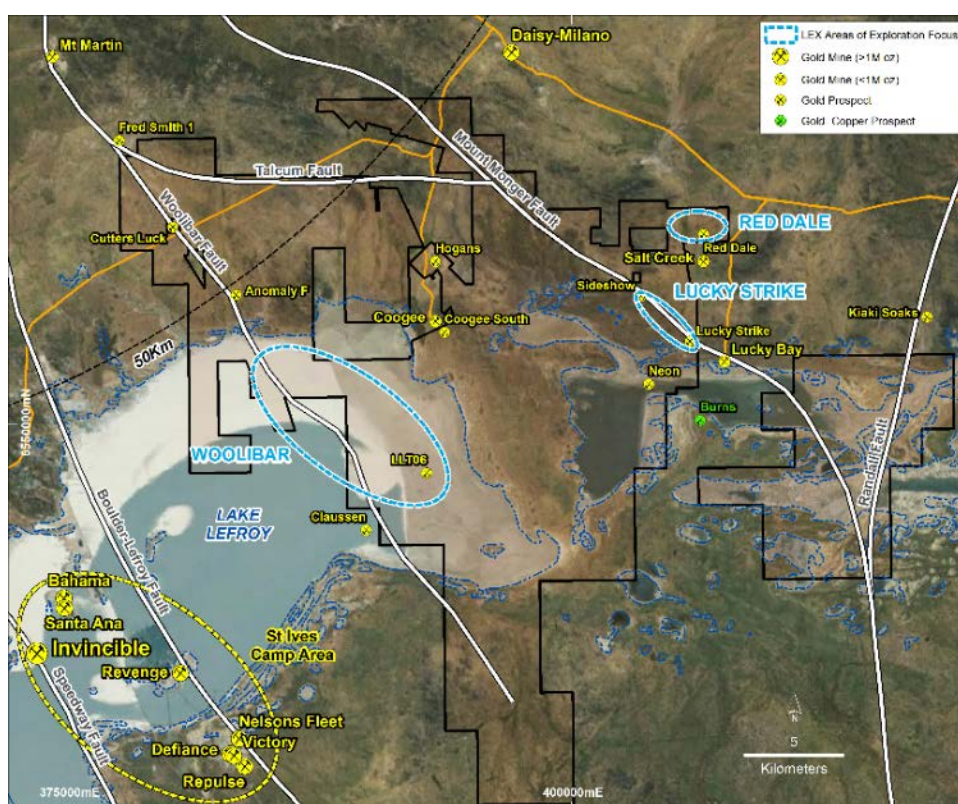 LEX Areas of Exploration Focus
Gold Mine (>1M oz)
Gold Mine (<1M oz)
Gold Prospect
Gold Copper Prospect
Mt Martin
Daisy-Milano
Fred Smith 1
Talcum Fault
Mount Monger Fault
Woolibar Fault
Cutters Luck
RED DALE
Red Dale
Hogans
Salt Creek
Sideshow
LUCKY STRIKE
Anomaly F
Kiaki Soaks
Coogee
Coogee South
Lucky Strike
50Km
Lucky Bay
Neon
6550000mN
Burns
WOOLIBAR
LLT06
Randall Fault
Boulder-Lefroy Fault
LAKE
LEFROY
Claussen
Bahama
Santa Ana
Invincible
St Ives
Camp Area
Revenge
Speedway Fault
Nelsons Fleet
Victory
Defiance
Repulse
N
5
Kilometers
375000mE
400000mE